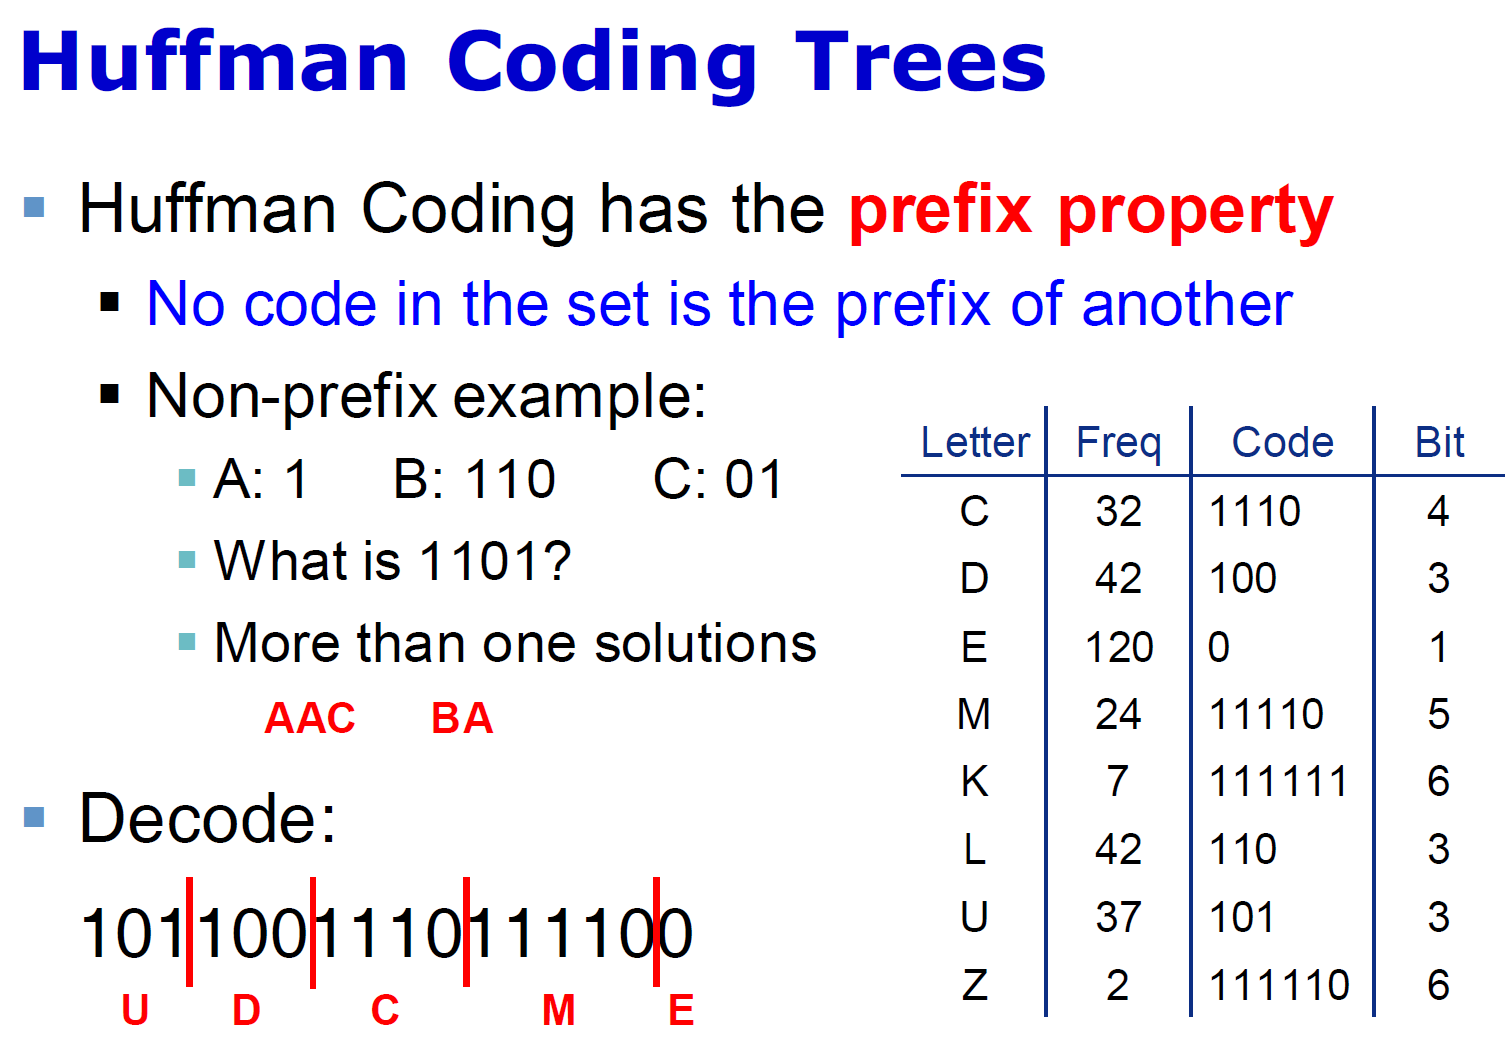 Huffman Coding Trees
Huffman Coding has the prefix property
No code in the set is the prefix of another
Non-prefix example:
A: 1 B: 110 C: 01
What is 1101?
More than one solutions
AAC BA
Decode:
10110011101111100
U D C M E
Letter Freq Code Bit
C 32 1110 4
D 42 100 3
E 120 0 1
M 24 11110 5
K 7 111111 6
L 42 110 3
U 37 101 3
Z 2 111110 6